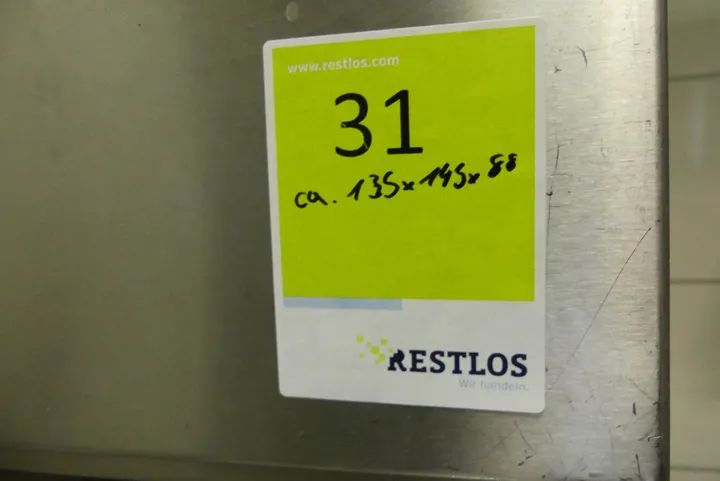 www.restlos.com
31
ca. 135x145x88
RESTLOS
Wir handeln.